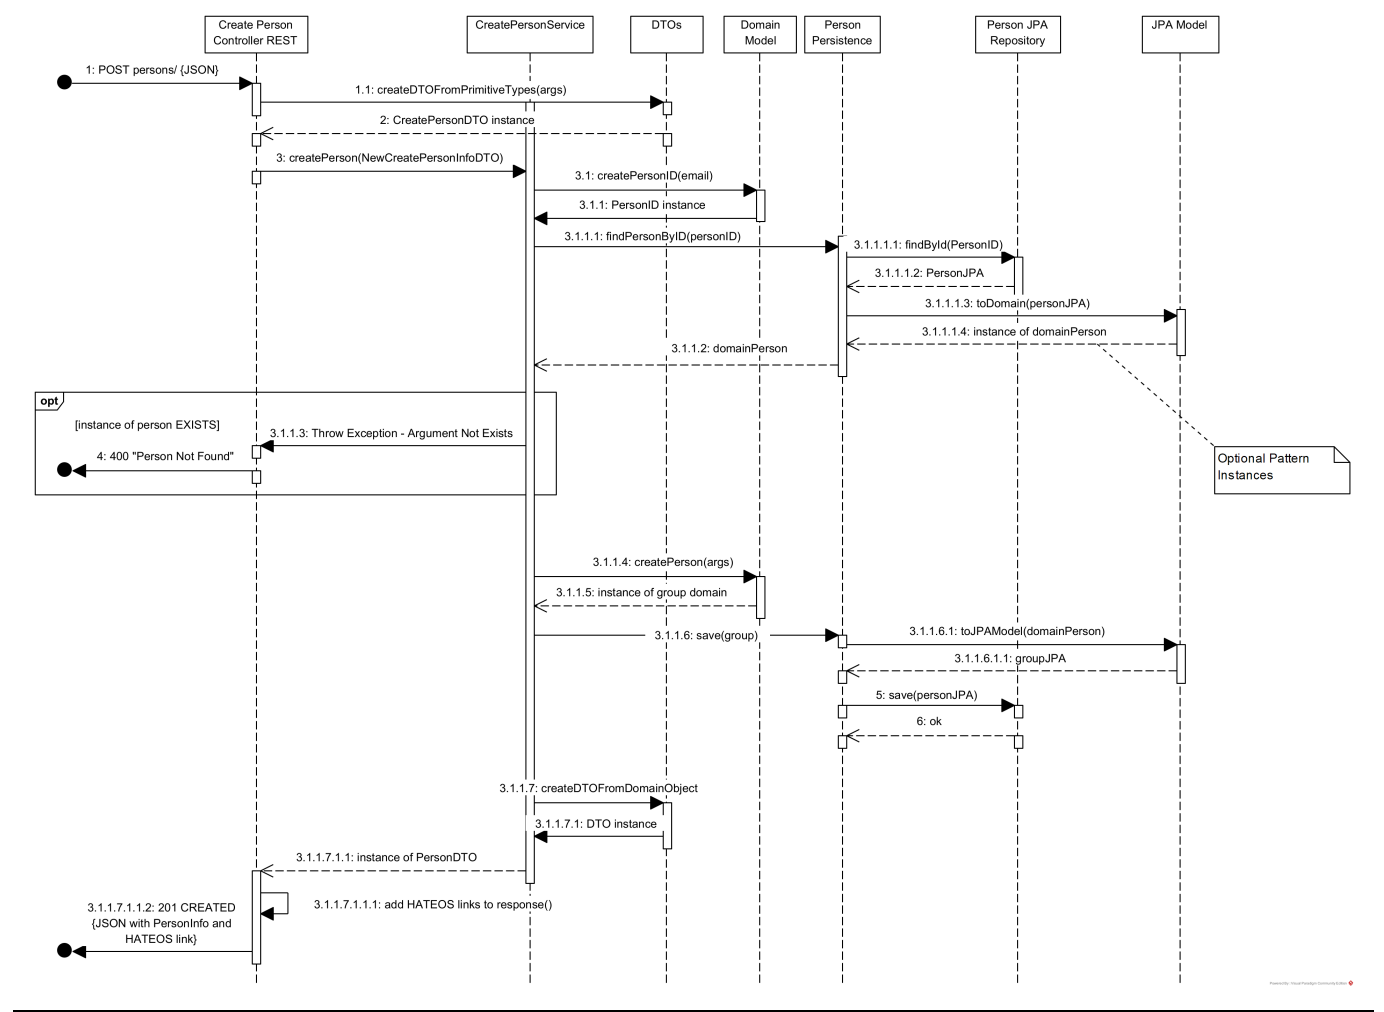 Create Person
Controller REST
CreatePersonService
DTOs
Domain
Model
Person
Persistence
Person JPA
Repository
JPA Model
1: POST persons/ {JSON}
1.1: createDTOFromPrimitiveTypes(args)
2: CreatePersonDTO instance
3: createPerson(NewCreatePersonInfoDTO)
3.1: createPersonID(email)
3.1.1: PersonID instance
3.1.1.1: findPersonByID(personID)
3.1.1.1.1: findById(PersonID)
3.1.1.1.2: PersonJPA
3.1.1.1.3: toDomain(personJPA)
3.1.1.1.4: instance of domainPerson
3.1.1.2: domainPerson
opt
[instance of person EXISTS]
3.1.1.3: Throw Exception - Argument Not Exists
4: 400 "Person Not Found"
Optional Pattern
Instances
3.1.1.4: createPerson(args)
3.1.1.5: instance of group domain
3.1.1.6: save(group)
3.1.1.6.1: toJPAModel(domainPerson)
3.1.1.6.1.1: groupJPA
5: save(personJPA)
6: ok
3.1.1.7: createDTOFromDomainObject
3.1.1.7.1: DTO instance
3.1.1.7.1.1: instance of PersonDTO
3.1.1.7.1.1.1: add HATEOS links to response()
3.1.1.7.1.1.2: 201 CREATED
{JSON with PersonInfo and
HATEOS link}
Powered By: Visual Paradigm Community Edition